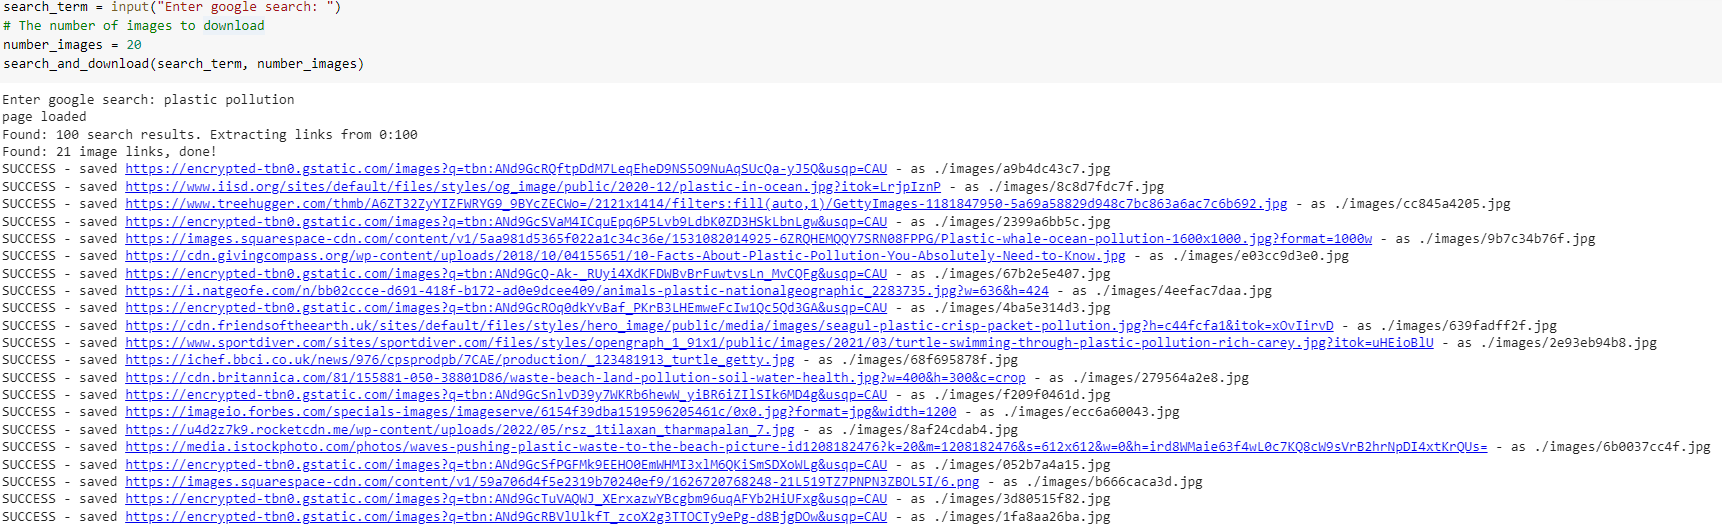 search_term = input("Enter google search: ")
# The number of images to download
number_images = 20
search_and_download(search_term, number_images)
Enter google search: plastic pollution
page loaded
Found: 100 search results. Extracting links from 0:100
Found: 21 image links, done!
SUCCESS - saved https://encrypted-tbn0.gstatic.com/images?q=tbn:ANd9GcRQftpDdM7LeqEheD9NS5O9NuAqSUcQa-yJ5Q&usqp=CAU - as ./images/a9b4dc43c7.jpg
SUCCESS - saved https://www.iisd.org/sites/default/files/styles/og_image/public/2020-12/plastic-in-ocean.jpg?itok=LrjpIznP - as ./images/8c8d7fdc7f.jpg
SUCCESS - saved https://www.treehugger.com/thmb/A6ZT32ZyYIZFWRYG9_9BYcZECWo=/2121x1414/filters:fill(auto,1)/GettyImages-1181847950-5a69a58829d948c7bc863a6ac7c6b692.jpg - as ./images/cc845a4205.jpg
SUCCESS - saved https://encrypted-tbn0.gstatic.com/images?q=tbn:ANd9GcSVaM4ICquEpq6P5Lvb9LdbK0ZD3HSkLbnLgw&usqp=CAU - as ./images/2399a6bb5c.jpg
SUCCESS - saved https://images.squarespace-cdn.com/content/v1/5aa981d5365f022a1c34c36e/1531082014925-6ZRQHEMQQY7SRN08FPPG/Plastic-whale-ocean-pollution-1600x1000.jpg?format=1000w - as ./images/9b7c34b76f.jpg
SUCCESS - saved https://cdn.givingcompass.org/wp-content/uploads/2018/10/04155651/10-Facts-About-Plastic-Pollution-You-Absolutely-Need-to-Know.jpg - as ./images/e03cc9d3e0.jpg
SUCCESS - saved https://encrypted-tbn0.gstatic.com/images?q=tbn:ANd9GcQ-Ak-_RUyi4XdKFDWBvBrFuwtvsLn_MvCQFg&usqp=CAU - as ./images/67b2e5e407.jpg
SUCCESS - saved https://i.natgeofe.com/n/bb02ccce-d691-418f-b172-ad0e9dcee409/animals-plastic-nationalgeographic_2283735.jpg?w=636&h=424 - as ./images/4eefac7daa.jpg
SUCCESS - saved https://encrypted-tbn0.gstatic.com/images?q=tbn:ANd9GcROq0dkYvBaf_PKrB3LHEmweFcIw1Qc5Qd3GA&usqp=CAU - as ./images/4ba5e314d3.jpg
SUCCESS - saved https://cdn.friendsoftheearth.uk/sites/default/files/styles/hero_image/public/media/images/seagul-plastic-crisp-packet-pollution.jpg?h=c44fcfa1&itok=xOvIirvD - as ./images/639fadff2f.jpg
SUCCESS - saved https://www.sportdiver.com/sites/sportdiver.com/files/styles/opengraph_1_91x1/public/images/2021/03/turtle-swimming-through-plastic-pollution-rich-carey.jpg?itok=uHEioBlU - as ./images/2e93eb94b8.jpg
SUCCESS - saved https://ichef.bbci.co.uk/news/976/cpsprodpb/7CAE/production/_123481913_turtle_getty.jpg - as ./images/68f695878f.jpg
SUCCESS - saved https://cdn.britannica.com/81/155881-050-38801D86/waste-beach-land-pollution-soil-water-health.jpg?w=400&h=300&c=crop - as ./images/279564a2e8.jpg
SUCCESS - saved https://encrypted-tbn0.gstatic.com/images?q=tbn:ANd9GcSnlvD39y7WKRb6hewW_yiBR6iZIlSIk6MD4g&usqp=CAU - as ./images/f209f0461d.jpg
SUCCESS - saved https://imageio.forbes.com/specials-images/imageserve/6154f39dba1519596205461c/0x0.jpg?format=jpg&width=1200 - as ./images/ecc6a60043.jpg
SUCCESS - saved https://u4d2z7k9.rocketcdn.me/wp-content/uploads/2022/05/rsz_1tilaxan_tharmapalan_7.jpg - as ./images/8af24cdab4.jpg
SUCCESS - saved https://media.istockphoto.com/photos/waves-pushing-plastic-waste-to-the-beach-picture-id1208182476?k=20&m=1208182476&s=612x612&w=0&h=ird8WMaie63f4wL0c7KQ8cW9sVrB2hrNpDI4xtKrQUs= - as ./images/6b0037cc4f.jpg
SUCCESS - saved https://encrypted-tbn0.gstatic.com/images?q=tbn:ANd9GcSfPGFMk9EEHO0EmWHMI3xlM6QKiSmSDXoWLg&usqp=CAU - as ./images/052b7a4a15.jpg
SUCCESS - saved https://images.squarespace-cdn.com/content/v1/59a706d4f5e2319b70240ef9/1626720768248-21L519TZ7PNPN3ZBOL5I/6.png - as ./images/b666caca3d.jpg
SUCCESS - saved https://encrypted-tbn0.gstatic.com/images?q=tbn:ANd9GcTuVAQWJ_XErxazwYBcgbm96uqAFYb2HiUFxg&usqp=CAU - as ./images/3d80515f82.jpg
SUCCESS - saved https://encrypted-tbn0.gstatic.com/images?q=tbn:ANd9GcRBVlUlkfT_zcoX2g3TTOCTy9ePg-d8BjgDOw&usqp=CAU - as ./images/1fa8aa26ba.jpg